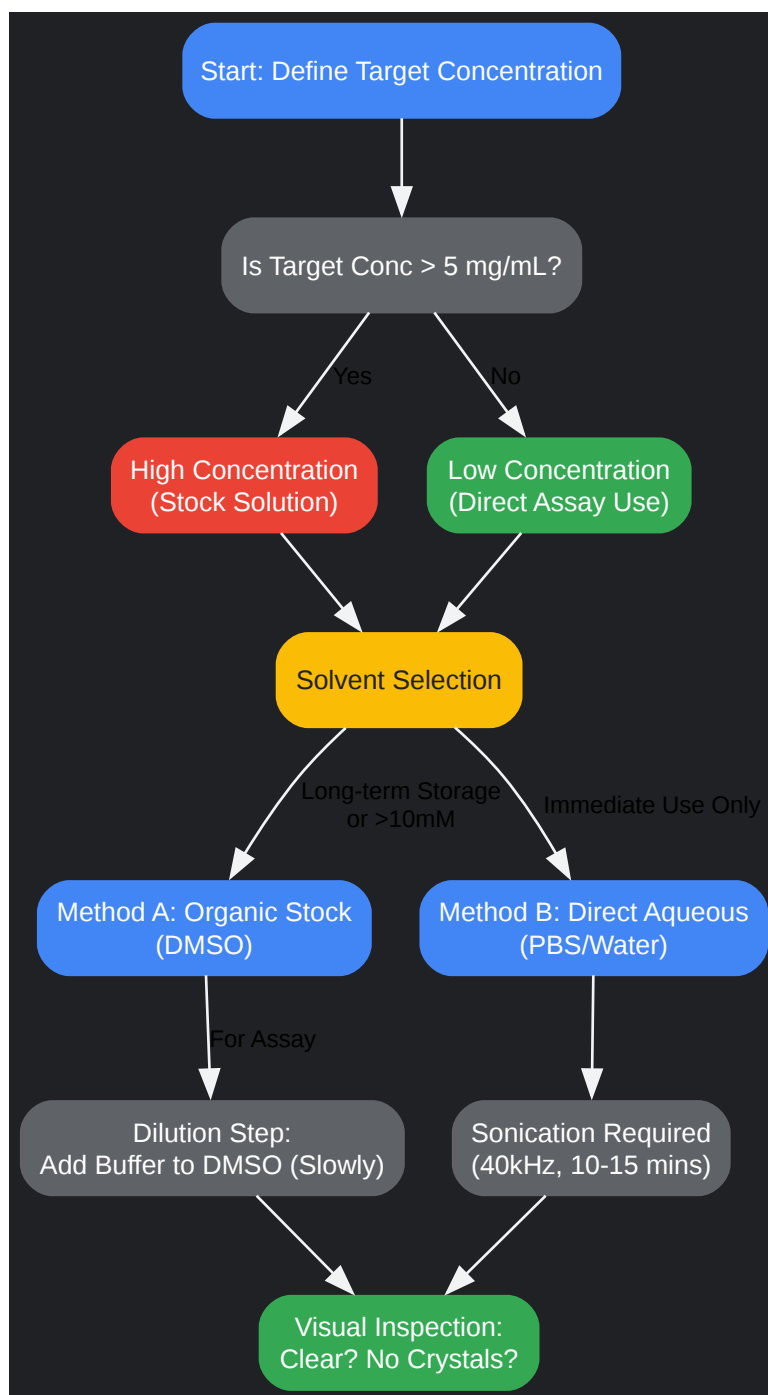 Start: Define Target Concentration
Is Target Conc > 5 mg/mL?
Yes
No
High Concentration
(Stock Solution)
Low Concentration
(Direct Assay Use)
Solvent Selection
Long-term Storage
or >10mM
Immediate Use Only
Method A: Organic Stock
(DMSO)
Method B: Direct Aqueous
(PBS/Water)
For Assay
Dilution Step:
Add Buffer to DMSO (Slowly)
Sonication Required
(40kHz, 10-15 mins)
Visual Inspection:
Clear? No Crystals?